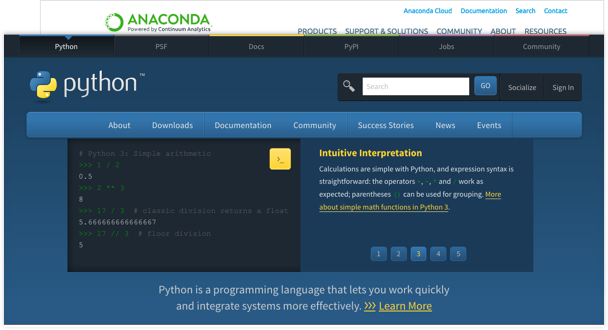 Anaconda Cloud Documentation Search Contact
ANACONDA
Powered by Continuum Analytics
PRODUCTS SUPPORT & SOLUTIONS COMMUNITY ABOUT RESOURCES
Python PSF Docs PyPI Jobs Community
python™
Search GO Socialize Sign In
About Downloads Documentation Community Success Stories News Events
# Python 3: Simple arithmetic
>>> 1 / 2
0.5
>>> 2 ** 3
8
>>> 17 / 3 # classic division returns a float
5.666666666666667
>>> 17 // 3 # floor division
5
>_
Intuitive Interpretation
Calculations are simple with Python, and expression syntax is
straightforward: the operators , , and work as
expected; parentheses () can be used for grouping. More
about simple math functions in Python 3.
1 2 3 4 5
Python is a programming language that lets you work quickly
and integrate systems more effectively. >>> Learn More